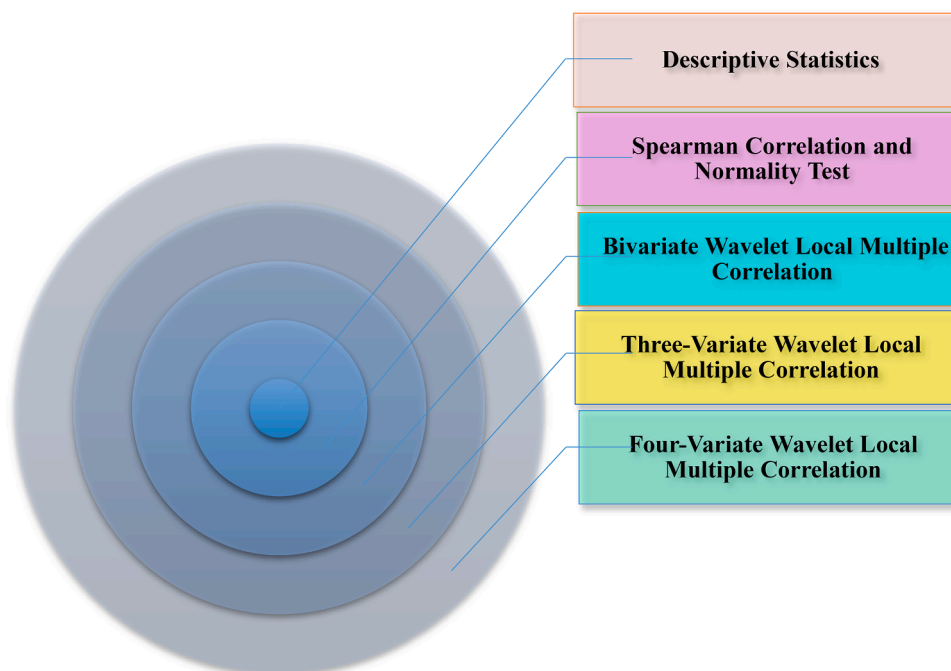 Descriptive Statistics
Spearman Correlation and
Normality Test
Bivariate Wavelet Local Multiple
Correlation
Three-Variate Wavelet Local
Multiple Correlation
Four-Variate Wavelet Local
Multiple Correlation